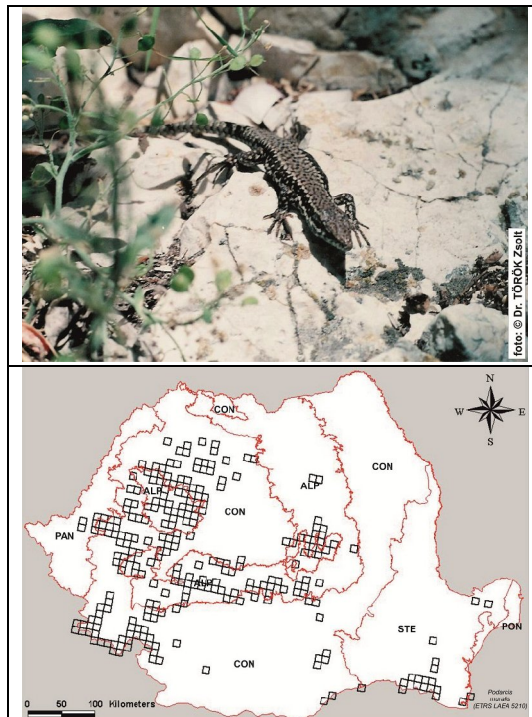 foto: © Dr. TÖRÖK Zsolt
N
W E
S
CON
CON
ALP
ALP
CON
PAN
ALP
STE
PON
CON
0 50 100 Kilometers
Podarcis
muralis
(ETRS LAEA 5210)